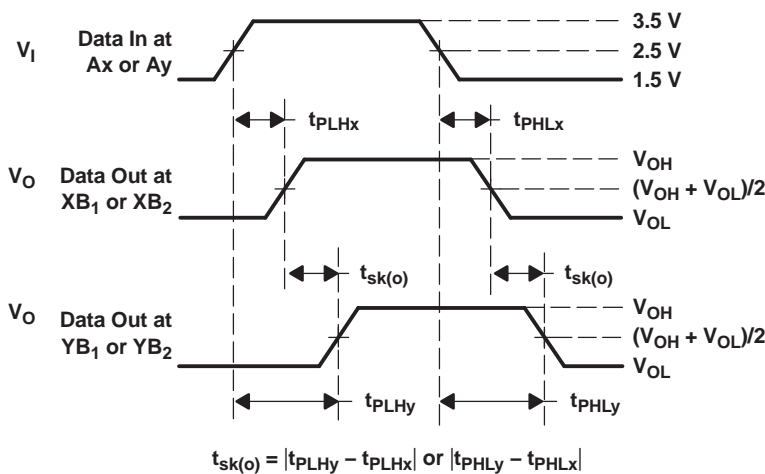 V_I
Data In at
Ax or Ay
3.5 V
2.5 V
1.5 V
t_PLHx
t_PHLx
V_O
Data Out at
XB_1 or XB_2
V_OH
(V_OH + V_OL)/2
V_OL
t_sk(o)
t_sk(o)
V_O
Data Out at
YB_1 or YB_2
V_OH
(V_OH + V_OL)/2
V_OL
t_PLHy
t_PHLy
t_sk(o) = |t_PLHy – t_PLHx| or |t_PHLy – t_PHLx|